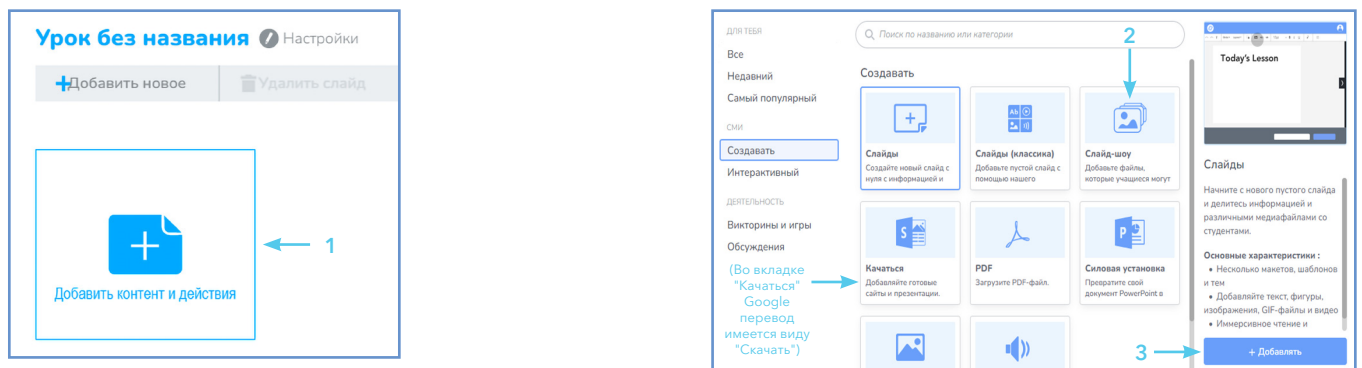 Урок без названия Настройки
Добавить новое Удалить слайд
Добавить контент и действия
1
ДЛЯ ТЕБЯ
Все
Недавний
Самый популярный
СМИ
Создавать
Интерактивный
ДЕЯТЕЛЬНОСТЬ
Викторины и игры
Обсуждения
(Во вкладке
"Качаться"
Google
перевод
имеется виду
"Скачать")
Поиск по названию или категории
2
Создавать
Слайды
Создайте новый слайд с
нуля с информацией и
Слайды (классика)
Добавьте пустой слайд с
помощью нашего
Слайд-шоу
Добавьте файлы,
которые учащиеся могут
Качаться
Добавляйте готовые
сайты и презентации.
PDF
Загрузите PDF-файл.
Силовая установка
Превратите свой
документ PowerPoint в
3
Today's Lesson
Слайды
Начните с нового пустого слайда
и делитесь информацией и
различными медиафайлами со
студентами.
Основные характеристики :
• Несколько макетов, шаблонов
и тем
• Добавляйте текст, фигуры,
изображения, GIF-файлы и видео
• Иммерсивное чтение и
+ Добавлять